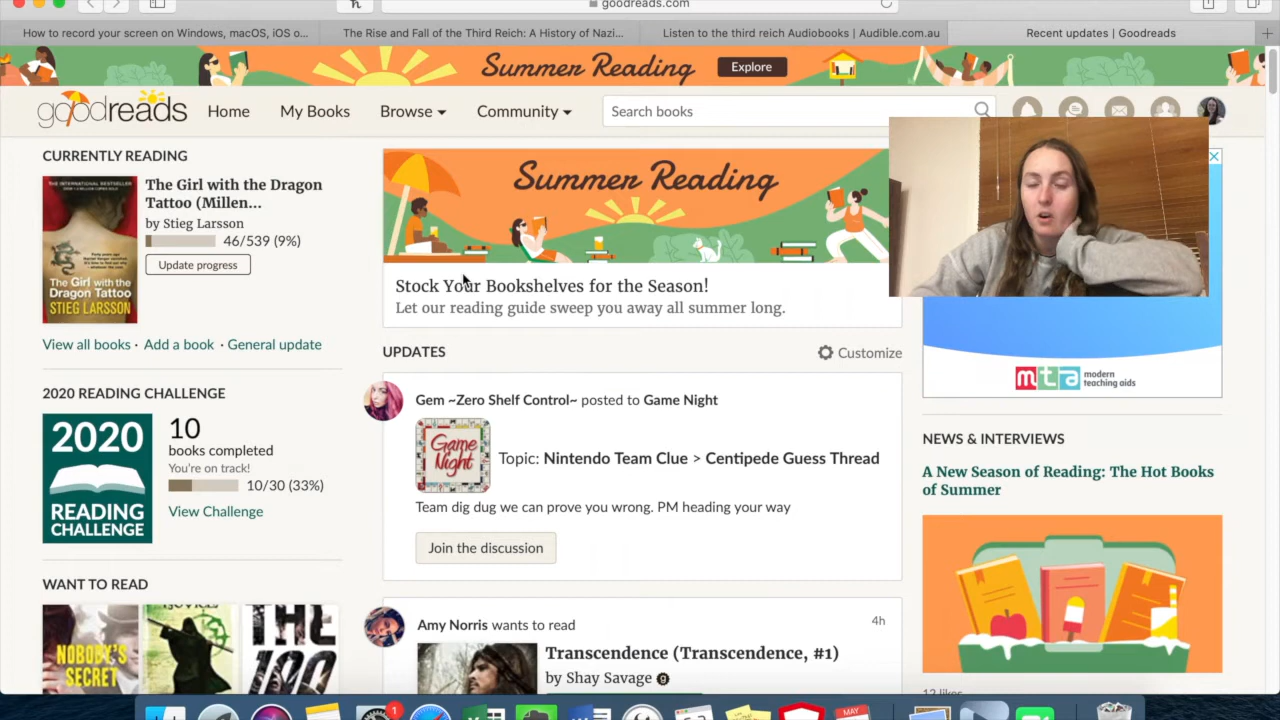 goodreads.com
How to record your screen on Windows, macOS, iOS o...
The Rise and Fall of the Third Reich: A History of Nazi...
Listen to the third reich Audiobooks | Audible.com.au
Recent updates | Goodreads
Summer Reading
Explore
goodreads
Home
My Books
Browse
Community
Search books
CURRENTLY READING
THE INTERNATIONAL BESTSELLER
The Girl with the
Dragon Tattoo
STIEG LARSSON
The Girl with the Dragon
Tattoo (Millen...
by Stieg Larsson
46/539 (9%)
Update progress
View all books · Add a book · General update
2020 READING CHALLENGE
2020
READING
CHALLENGE
10
books completed
You're on track!
10/30 (33%)
View Challenge
WANT TO READ
NOBODY'S
SECRET
THE
100
Summer Reading
Stock Your Bookshelves for the Season!
Let our reading guide sweep you away all summer long.
UPDATES
Customize
Gem ~Zero Shelf Control~ posted to Game Night
Game
Night
Topic: Nintendo Team Clue > Centipede Guess Thread
Team dig dug we can prove you wrong. PM heading your way
Join the discussion
Amy Norris wants to read
4h
Transcendence (Transcendence, #1)
by Shay Savage
mta modern
teaching aids
NEWS & INTERVIEWS
A New Season of Reading: The Hot Books
of Summer
12 likes
1
MAY